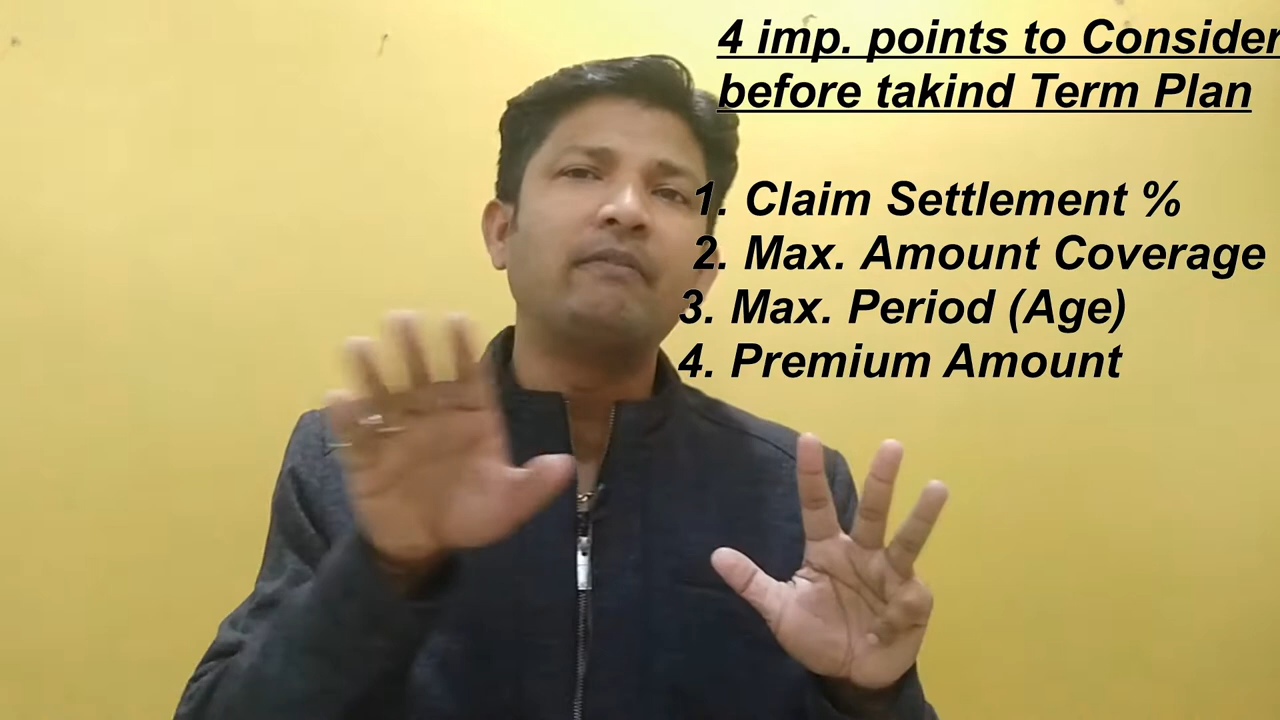 4 imp. points to Consider
before takind Term Plan
1. Claim Settlement %
2. Max. Amount Coverage
3. Max. Period (Age)
4. Premium Amount